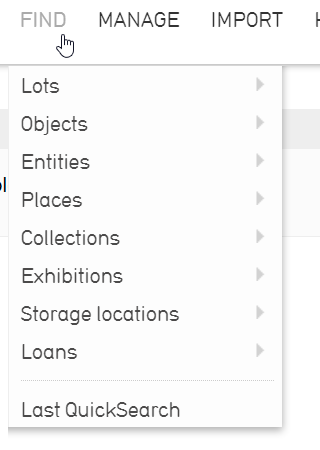 FIND MANAGE IMPORT
Lots
Objects
Entities
Places
Collections
Exhibitions
Storage locations
Loans
Last QuickSearch